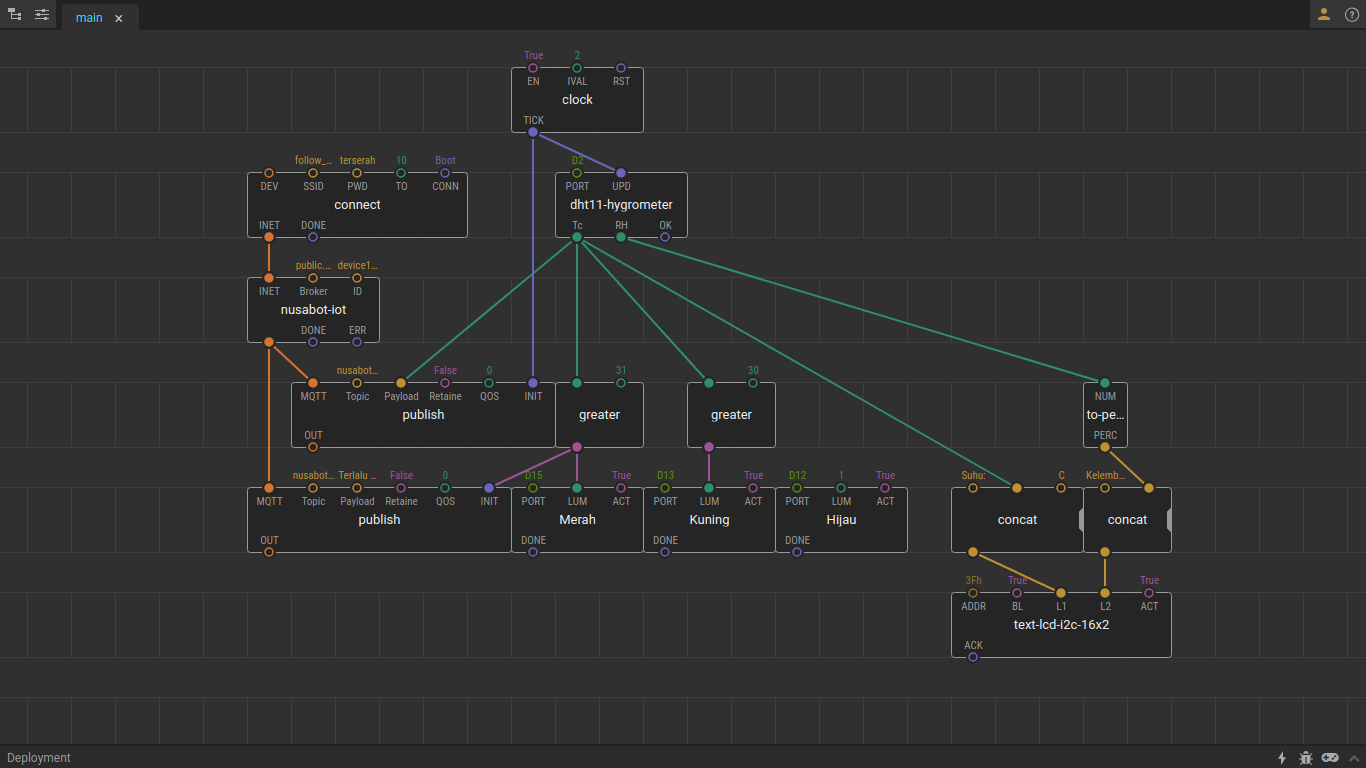 main ×
True 2
EN IVAL RST
clock
TICK
follow_... terserah 10 Boot
DEV SSID PWD TO CONN
connect
INET DONE
D2
PORT UPD
dht11-hygrometer
Tc RH OK
public.... device1...
INET Broker ID
nusabot-iot
DONE ERR
nusabot... False 0
MQTT Topic Payload Retaine QOS INIT
publish
OUT
31
greater
30
greater
NUM
to-pe...
PERC
nusabot... Terlalu ... False 0
MQTT Topic Payload Retaine QOS INIT
publish
OUT
D15 True
PORT LUM ACT
Merah
DONE
D13 True
PORT LUM ACT
Kuning
DONE
D12 1 True
PORT LUM ACT
Hijau
DONE
Suhu: C
concat
Kelemb...
concat
3Fh True True
ADDR BL L1 L2 ACT
text-lcd-i2c-16x2
ACK
Deployment